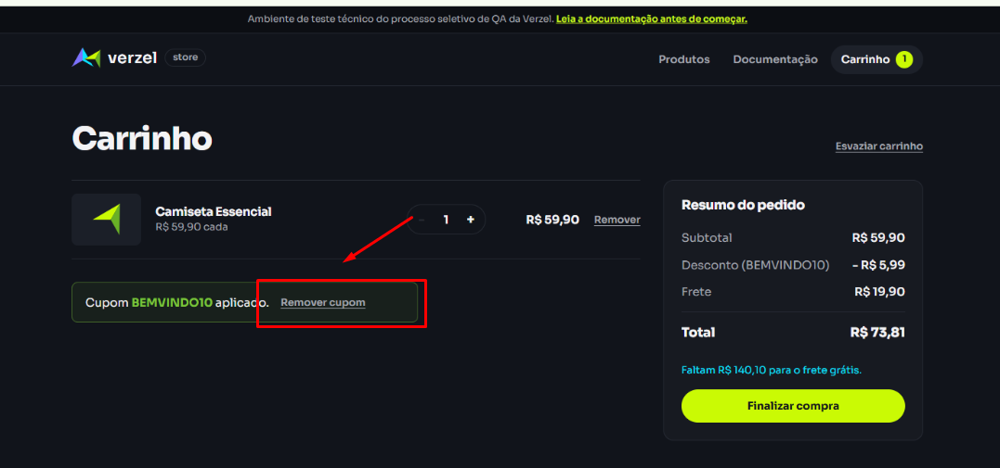 Ambiente de teste técnico do processo seletivo de QA da Verzel. Leia a documentação antes de começar.
verzel store
Produtos Documentação Carrinho 1
Carrinho
Esvaziar carrinho
Camiseta Essencial
R$ 59,90 cada
- 1 +
R$ 59,90 Remover
Cupom BEMVINDO10 aplicado. Remover cupom
Resumo do pedido
Subtotal R$ 59,90
Desconto (BEMVINDO10) - R$ 5,99
Frete R$ 19,90
Total R$ 73,81
Faltam R$ 140,10 para o frete grátis.
Finalizar compra